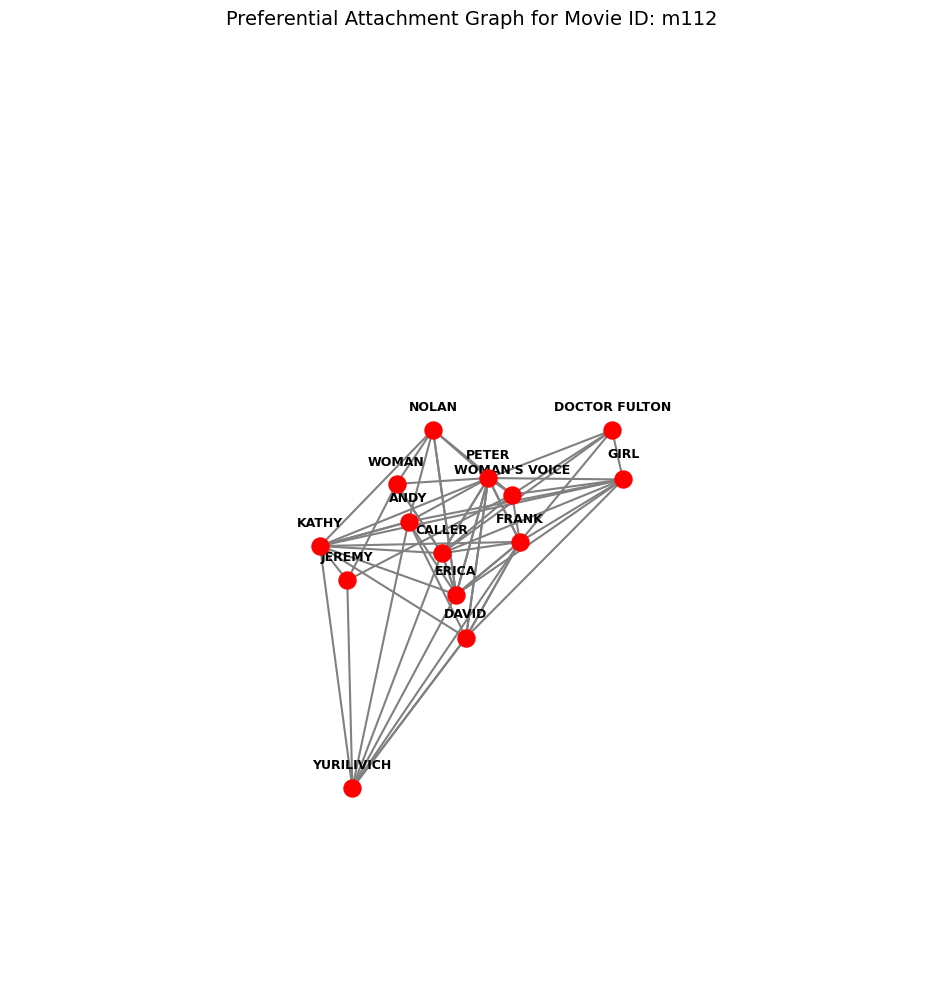 Preferential Attachment Graph for Movie ID: m112
NOLAN
DOCTOR FULTON
PETER
GIRL
WOMAN
WOMAN'S VOICE
ANDY
KATHY
FRANK
CALLER
JEREMY
ERICA
DAVID
YURILIVICH